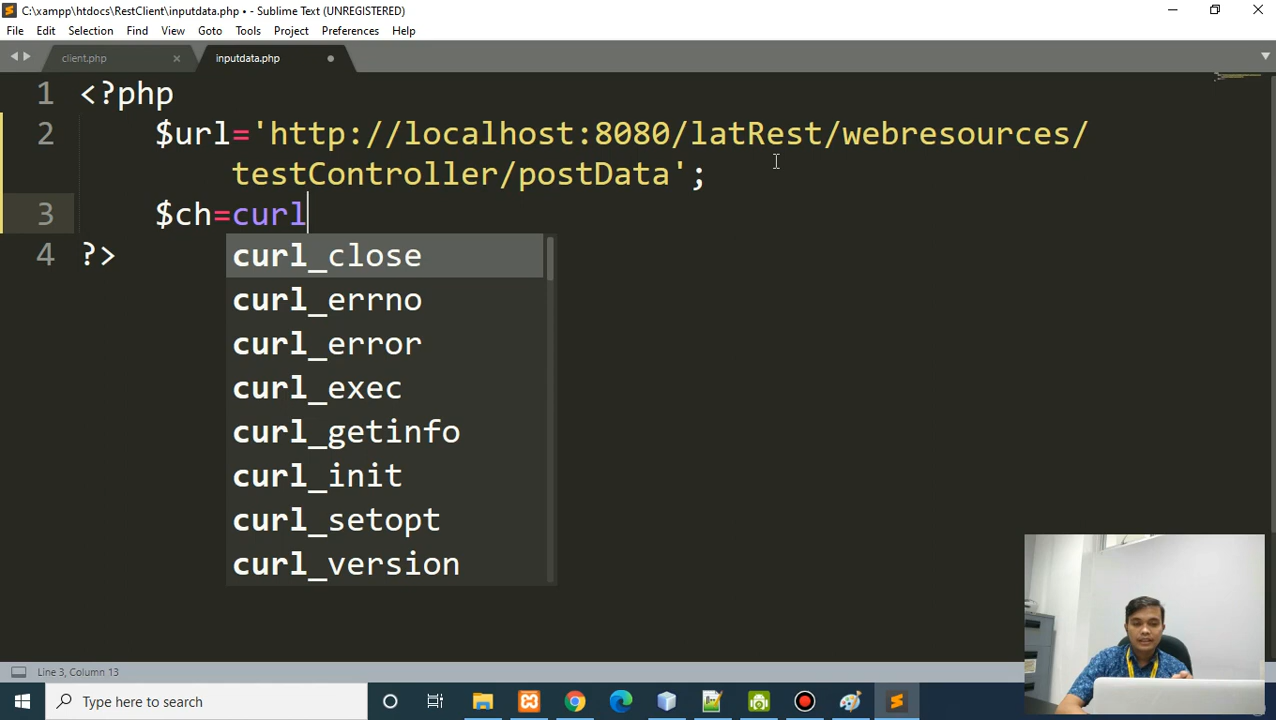 C:\xampp\htdocs\RestClient\inputdata.php • - Sublime Text (UNREGISTERED)
File Edit Selection Find View Goto Tools Project Preferences Help
client.php × inputdata.php
1 <?php
2 $url='http://localhost:8080/latRest/webresources/
testController/postData';
3 $ch=curl
4 ?>
curl_close
curl_errno
curl_error
curl_exec
curl_getinfo
curl_init
curl_setopt
curl_version
Line 3, Column 13
Type here to search